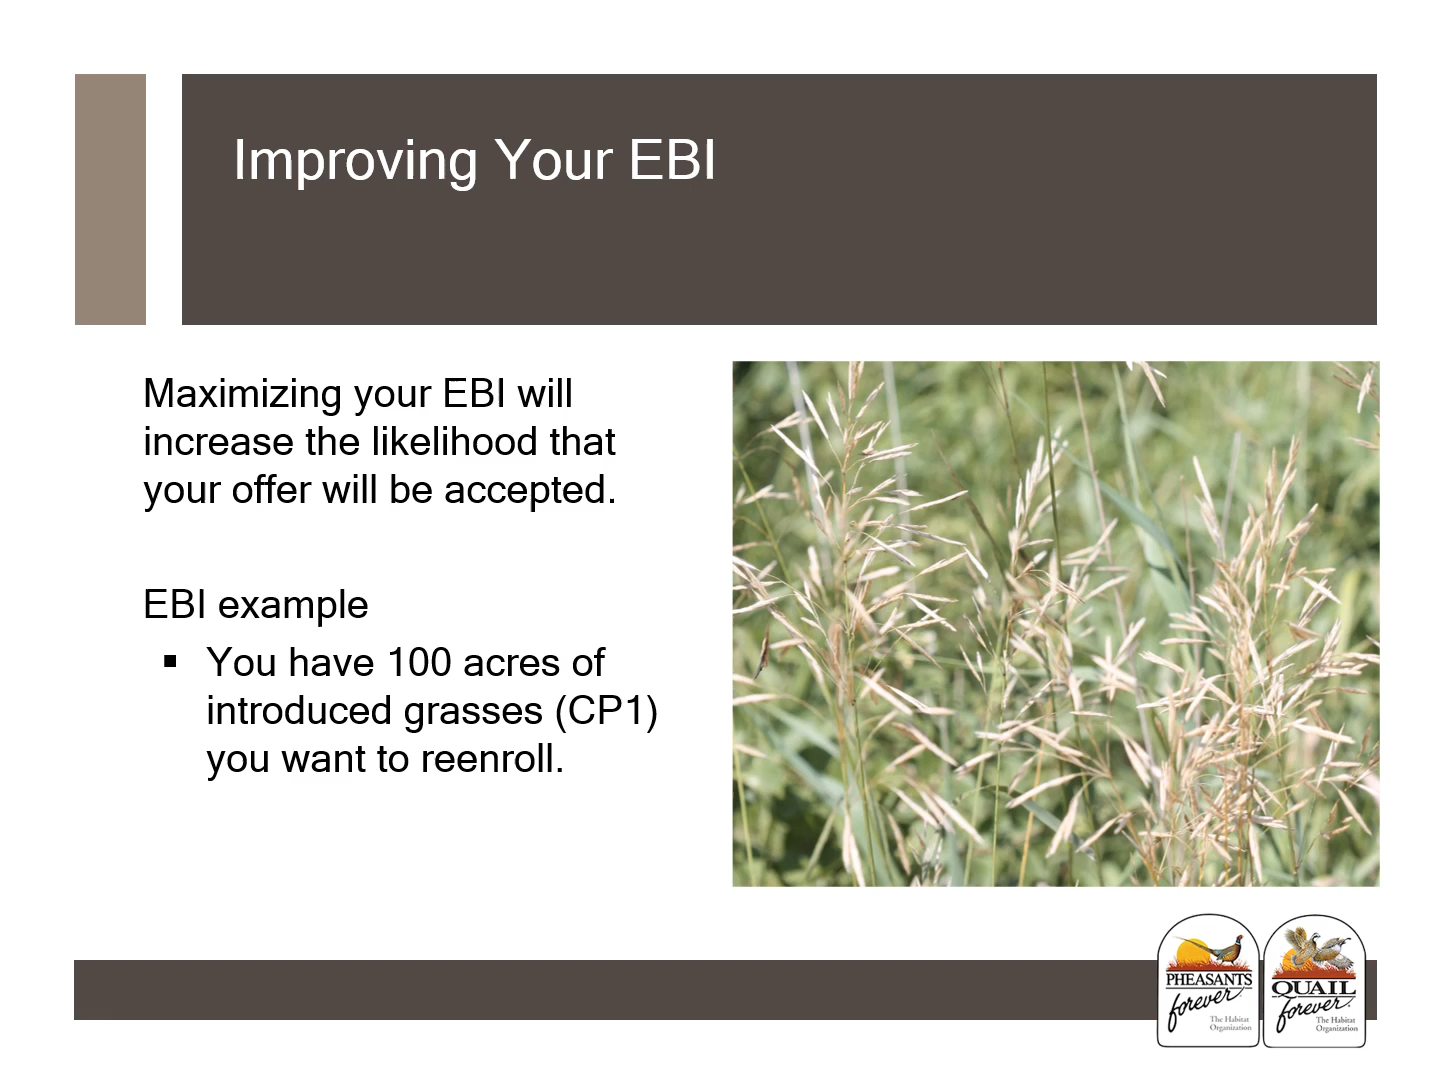 Improving Your EBI
Maximizing your EBI will
increase the likelihood that
your offer will be accepted.
EBI example
▪ You have 100 acres of
introduced grasses (CP1)
you want to reenroll.
PHEASANTS
forever
The Habitat
Organization
QUAIL
forever
The Habitat
Organization